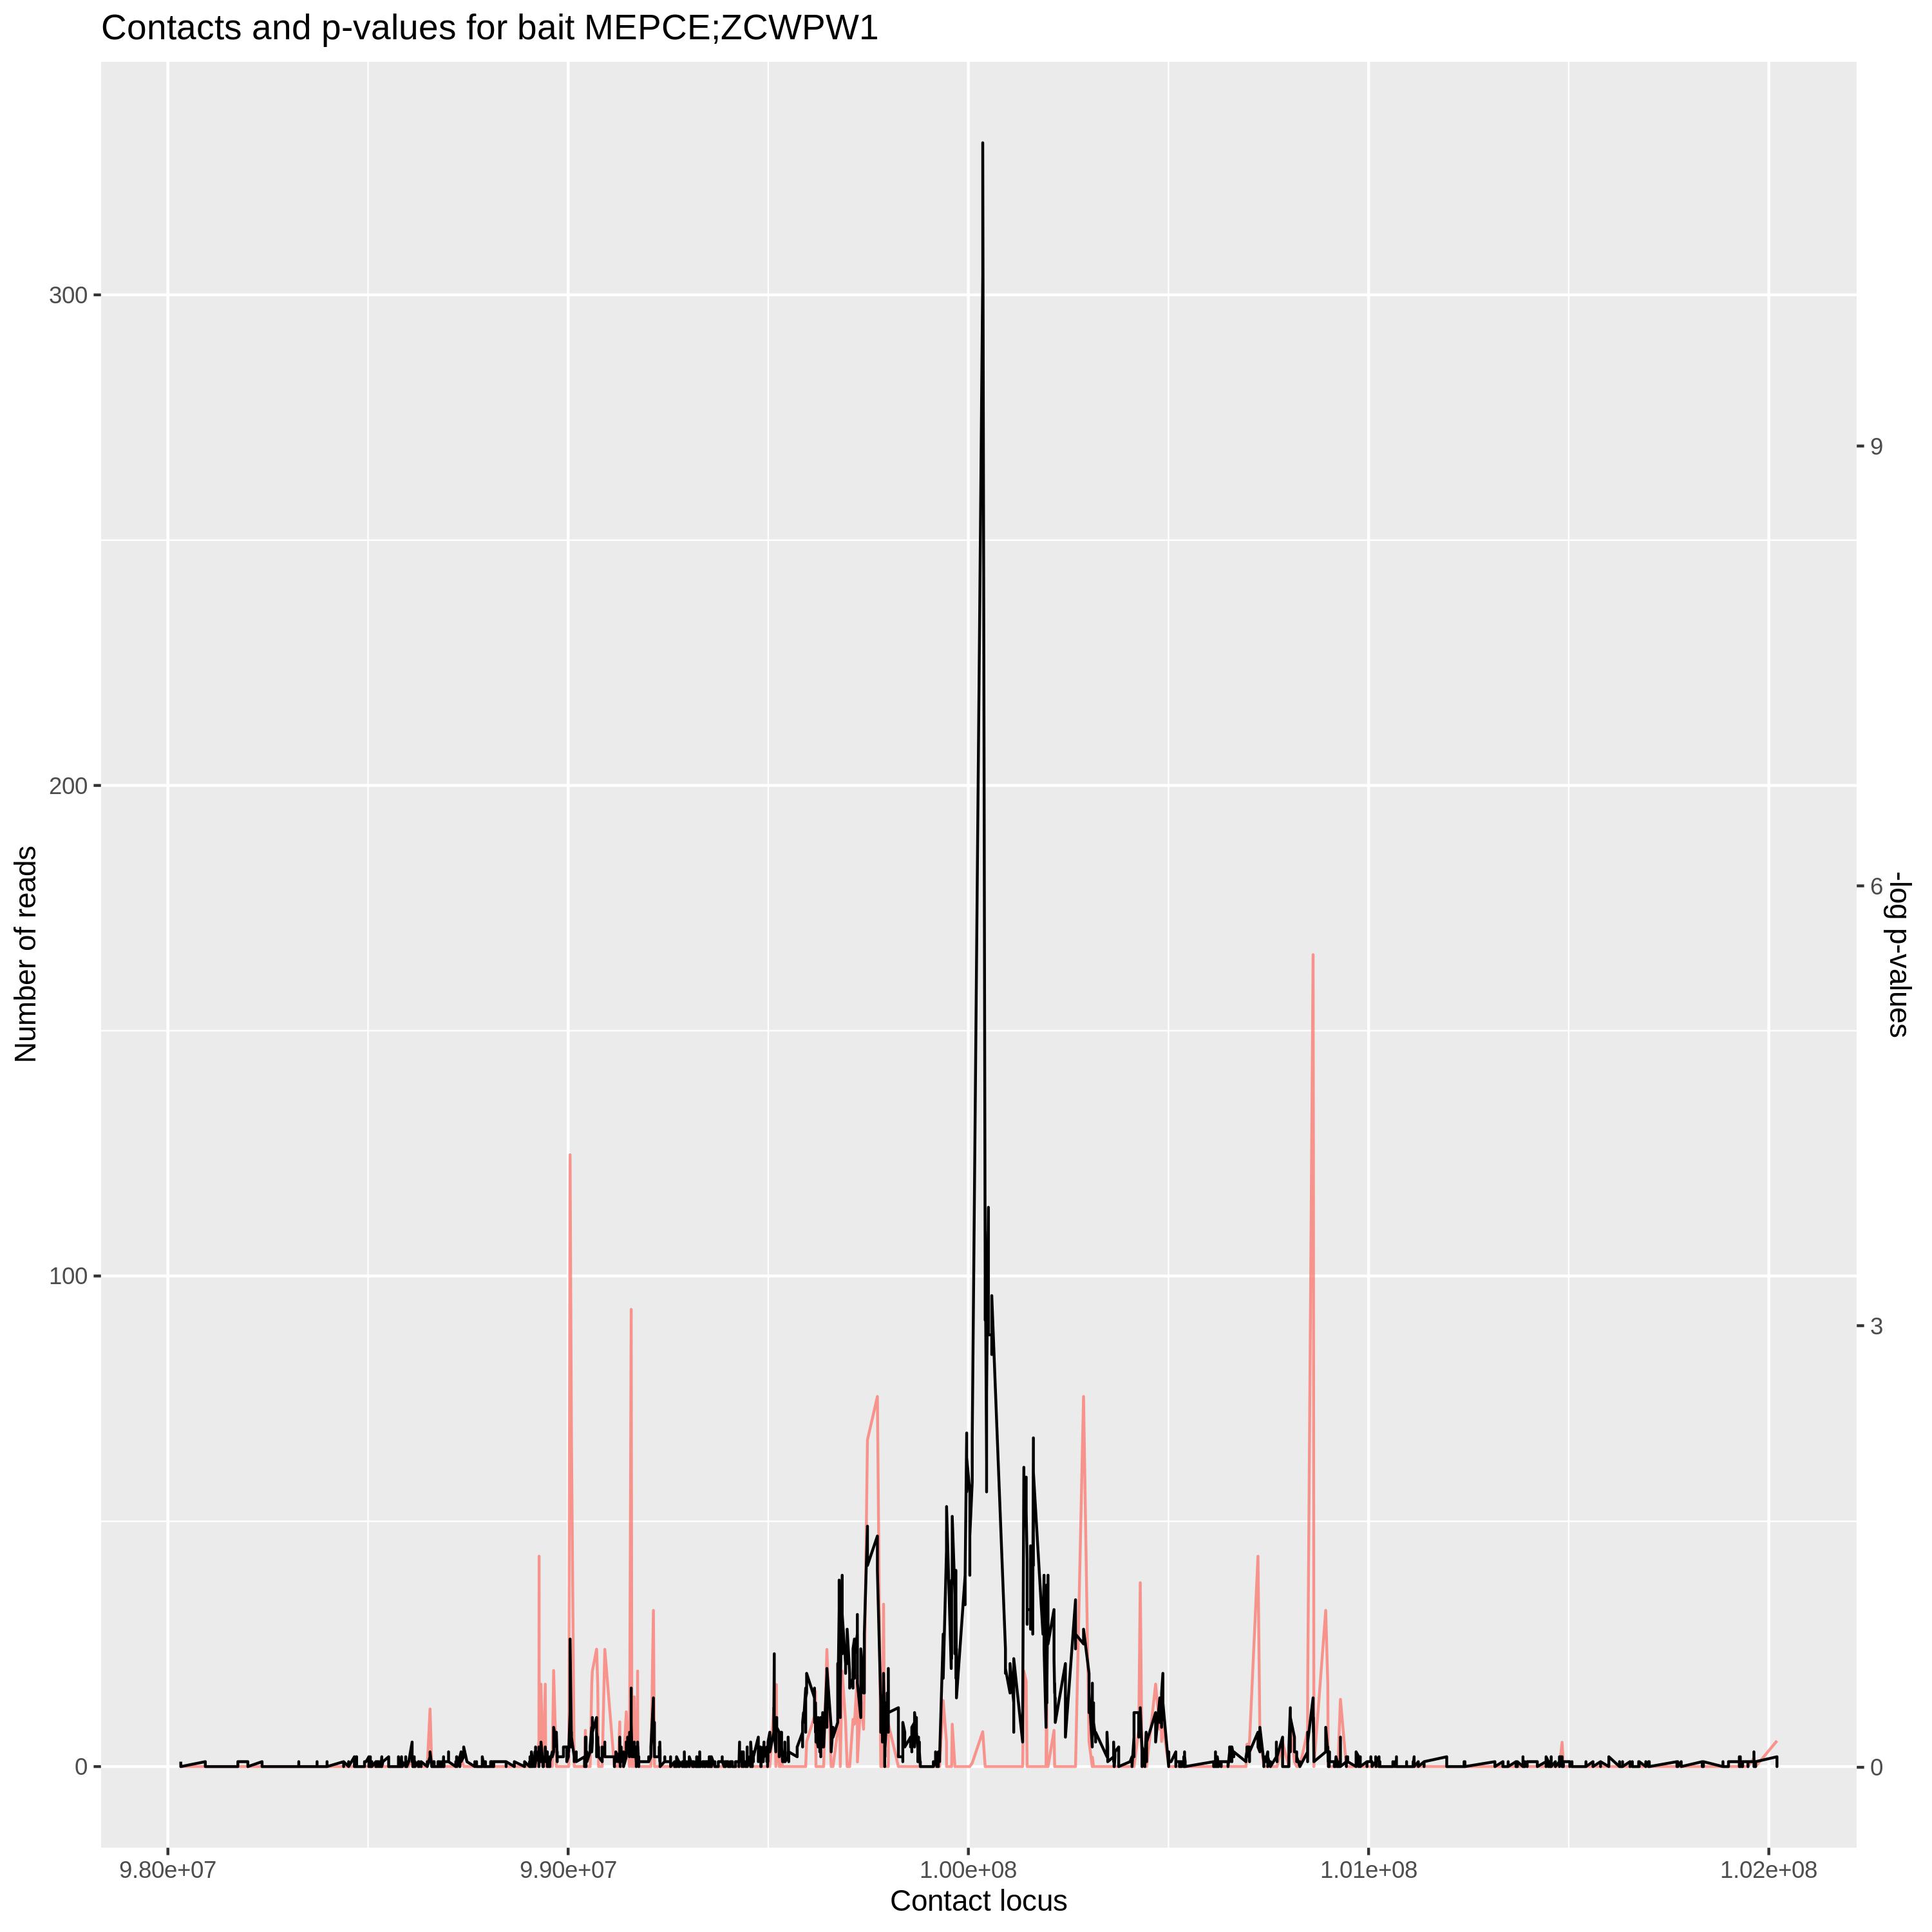 Contacts and p-values for bait MEPCE;ZCWPW1
300
200
100
0
Number of reads
9
6
3
0
-log p-values
9.80e+07 9.90e+07 1.00e+08 1.01e+08 1.02e+08
Contact locus